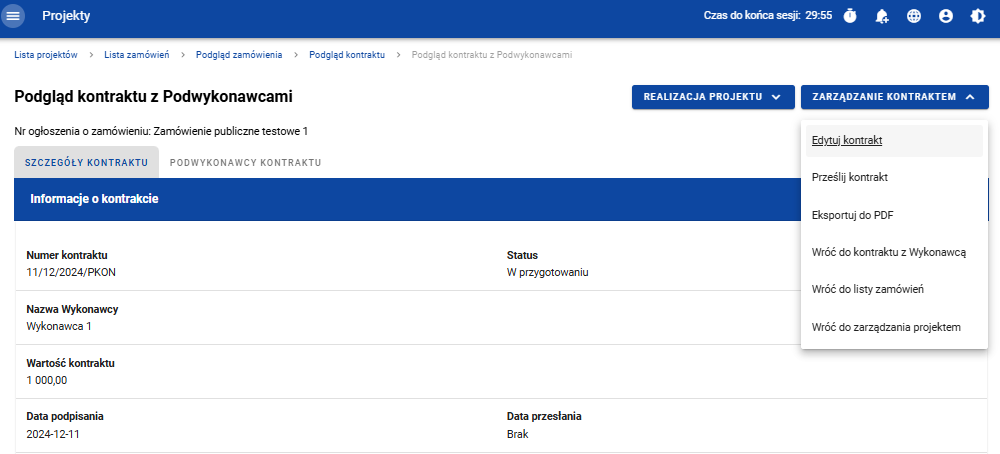 Projekty
Czas do końca sesji: 29:55
Lista projektów > Lista zamówień > Podgląd zamówienia > Podgląd kontraktu > Podgląd kontraktu z Podwykonawcami
Podgląd kontraktu z Podwykonawcami
REALIZACJA PROJEKTU
ZARZĄDZANIE KONTRAKTEM
Nr ogłoszenia o zamówieniu: Zamówienie publiczne testowe 1
Edytuj kontrakt
Prześlij kontrakt
Eksportuj do PDF
Wróć do kontraktu z Wykonawcą
Wróć do listy zamówień
Wróć do zarządzania projektem
SZCZEGÓŁY KONTRAKTU
PODWYKONAWCY KONTRAKTU
Informacje o kontrakcie
Numer kontraktu
11/12/2024/PKON
Status
W przygotowaniu
Nazwa Wykonawcy
Wykonawca 1
Wartość kontraktu
1 000,00
Data podpisania
2024-12-11
Data przesłania
Brak